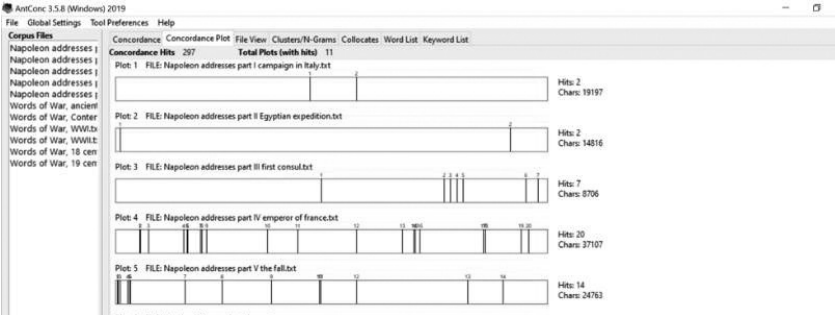 AntConc 3.5.8 (Windows) 2019
File Global Settings Tool Preferences Help
Corpus Files
Napoleon addresses p
Napoleon addresses p
Napoleon addresses p
Napoleon addresses p
Napoleon addresses p
Words of War, ancient
Words of War, Conter
Words of War, WWI.tx
Words of War, WWII.t
Words of War, 18 cen
Words of War, 19 cen
Concordance Concordance Plot File View Clusters/N-Grams Collocates Word List Keyword List
Concordance Hits 297 Total Plots (with hits) 11
Plot: 1 FILE: Napoleon addresses part I campaign in Italy.txt
1 2
Hits: 2
Chars: 19197
Plot: 2 FILE: Napoleon addresses part II Egyptian expedition.txt
1 2
Hits: 2
Chars: 14816
Plot: 3 FILE: Napoleon addresses part III first consul.txt
1 2 3 4 5 6 7
Hits: 7
Chars: 8706
Plot: 4 FILE: Napoleon addresses part IV emperor of france.txt
3 9 10 11 12 13 19 20
Hits: 20
Chars: 37107
Plot: 5 FILE: Napoleon addresses part V the fall.txt
7 8 9 12 13 14
Hits: 14
Chars: 24763